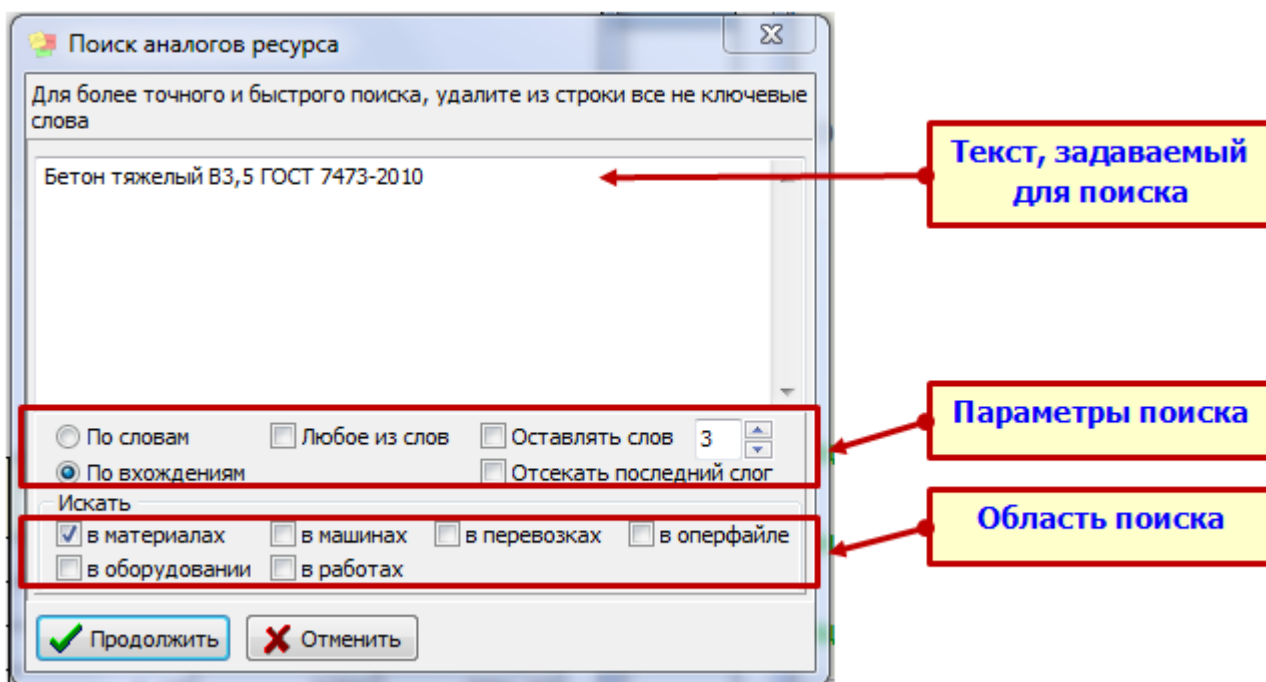 Поиск аналогов ресурса
Для более точного и быстрого поиска, удалите из строки все не ключевые
слова
Бетон тяжелый В3,5 ГОСТ 7473-2010
Текст, задаваемый
для поиска
По словам Любое из слов Оставлять слов 3
По вхождениям Отсекать последний слог
Параметры поиска
Искать
в материалах в машинах в перевозках в оперфайле
в оборудовании в работах
Область поиска
Продолжить Отменить